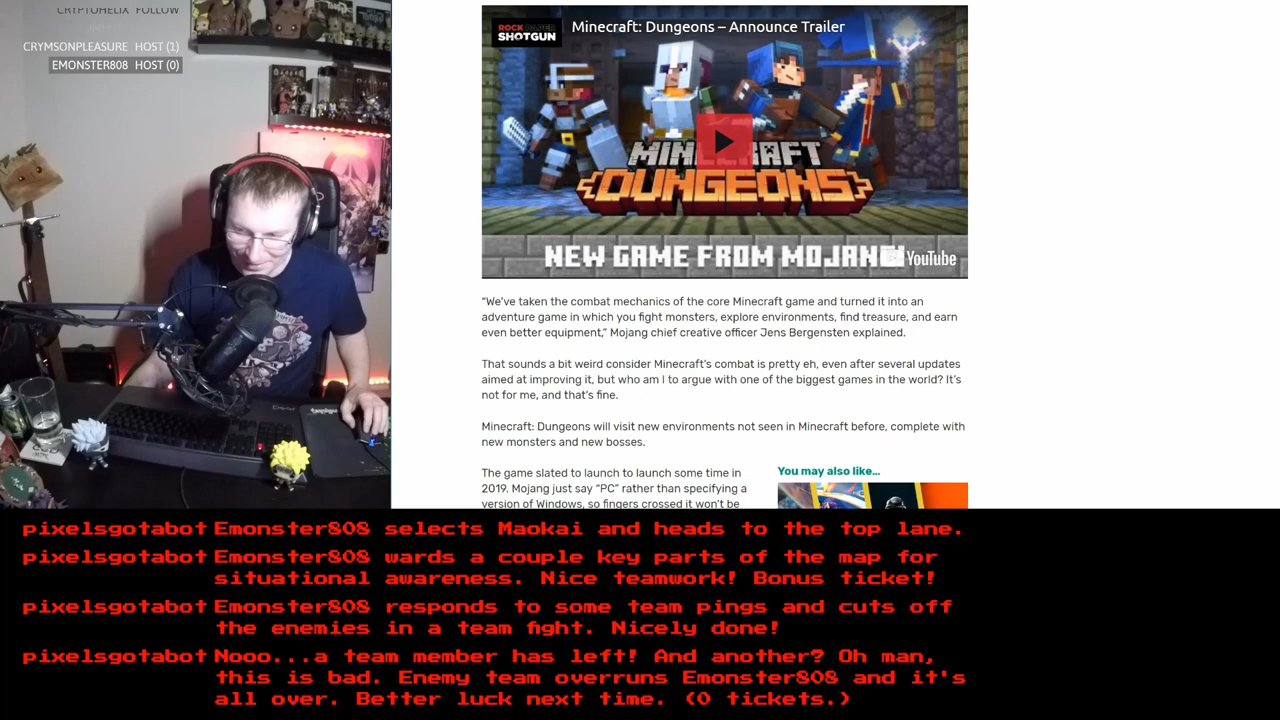 CRYPTOHELIX FOLLOW
CRYMSONPLEASURE HOST (1)
EMONSTER808 HOST (0)
ROCK PAPER
SHOTGUN
Minecraft: Dungeons – Announce Trailer
MINECRAFT
DUNGEONS
NEW GAME FROM MOJANG
YouTube
“We’ve taken the combat mechanics of the core Minecraft game and turned it into an
adventure game in which you fight monsters, explore environments, find treasure, and earn
even better equipment,” Mojang chief creative officer Jens Bergensten explained.
That sounds a bit weird consider Minecraft’s combat is pretty eh, even after several updates
aimed at improving it, but who am I to argue with one of the biggest games in the world? It’s
not for me, and that’s fine.
Minecraft: Dungeons will visit new environments not seen in Minecraft before, complete with
new monsters and new bosses.
The game slated to launch to launch some time in
2019. Mojang just say “PC” rather than specifying a
version of Windows, so fingers crossed it won’t be
You may also like...
pixelsgotabot Emonster808 selects Maokai and heads to the top lane.
pixelsgotabot Emonster808 wards a couple key parts of the map for
situational awareness. Nice teamwork! Bonus ticket!
pixelsgotabot Emonster808 responds to some team pings and cuts off
the enemies in a team fight. Nicely done!
pixelsgotabot Nooo...a team member has left! And another? Oh man,
this is bad. Enemy team overruns Emonster808 and it's
all over. Better luck next time. (0 tickets.)